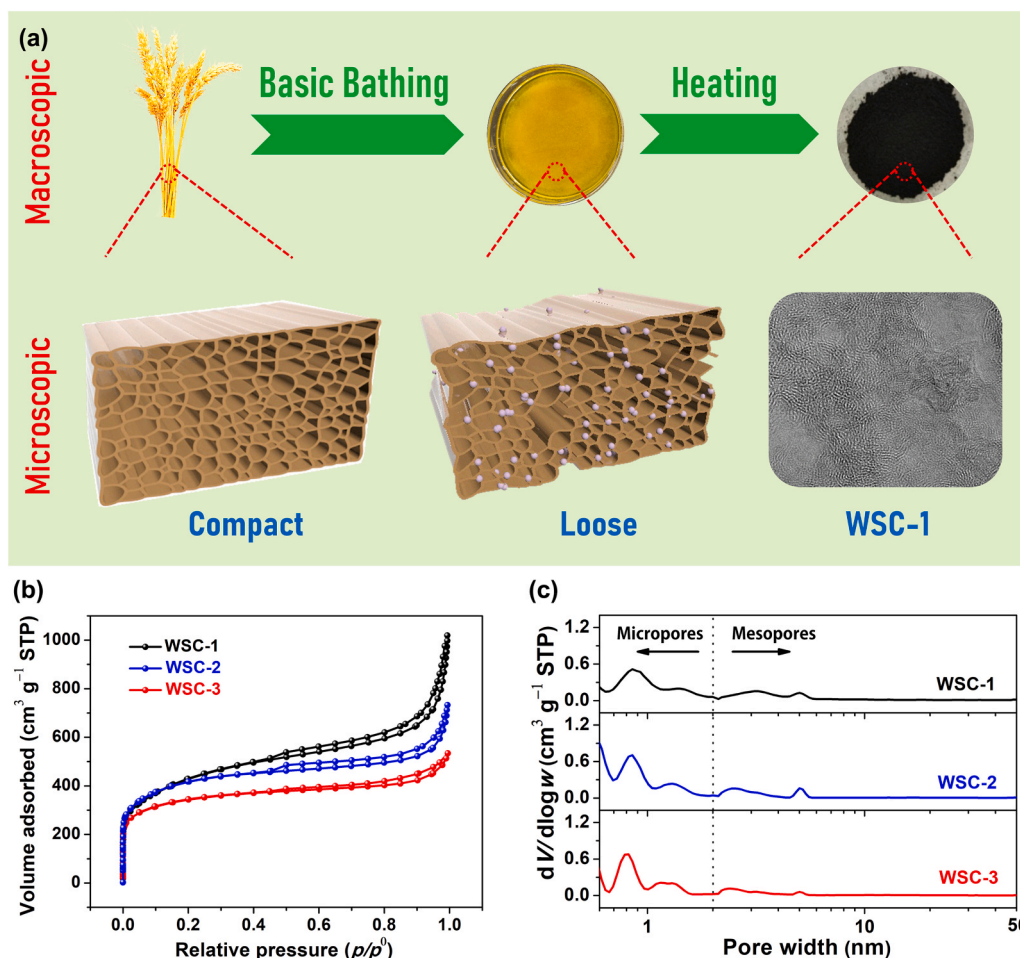 (a)
Macroscopic
Basic Bathing
Heating
Microscopic
Compact
Loose
WSC-1
(b)
Volume adsorbed (cm³ g⁻¹ STP)
1000
800
600
400
200
0
WSC-1
WSC-2
WSC-3
0.0
0.2
0.4
0.6
0.8
1.0
Relative pressure (p/p⁰)
(c)
dV/dlogw (cm³ g⁻¹ STP)
1.2
0.6
0.0
Micropores
Mesopores
WSC-1
1.2
0.6
0.0
WSC-2
1.2
0.6
0.0
WSC-3
1
10
50
Pore width (nm)